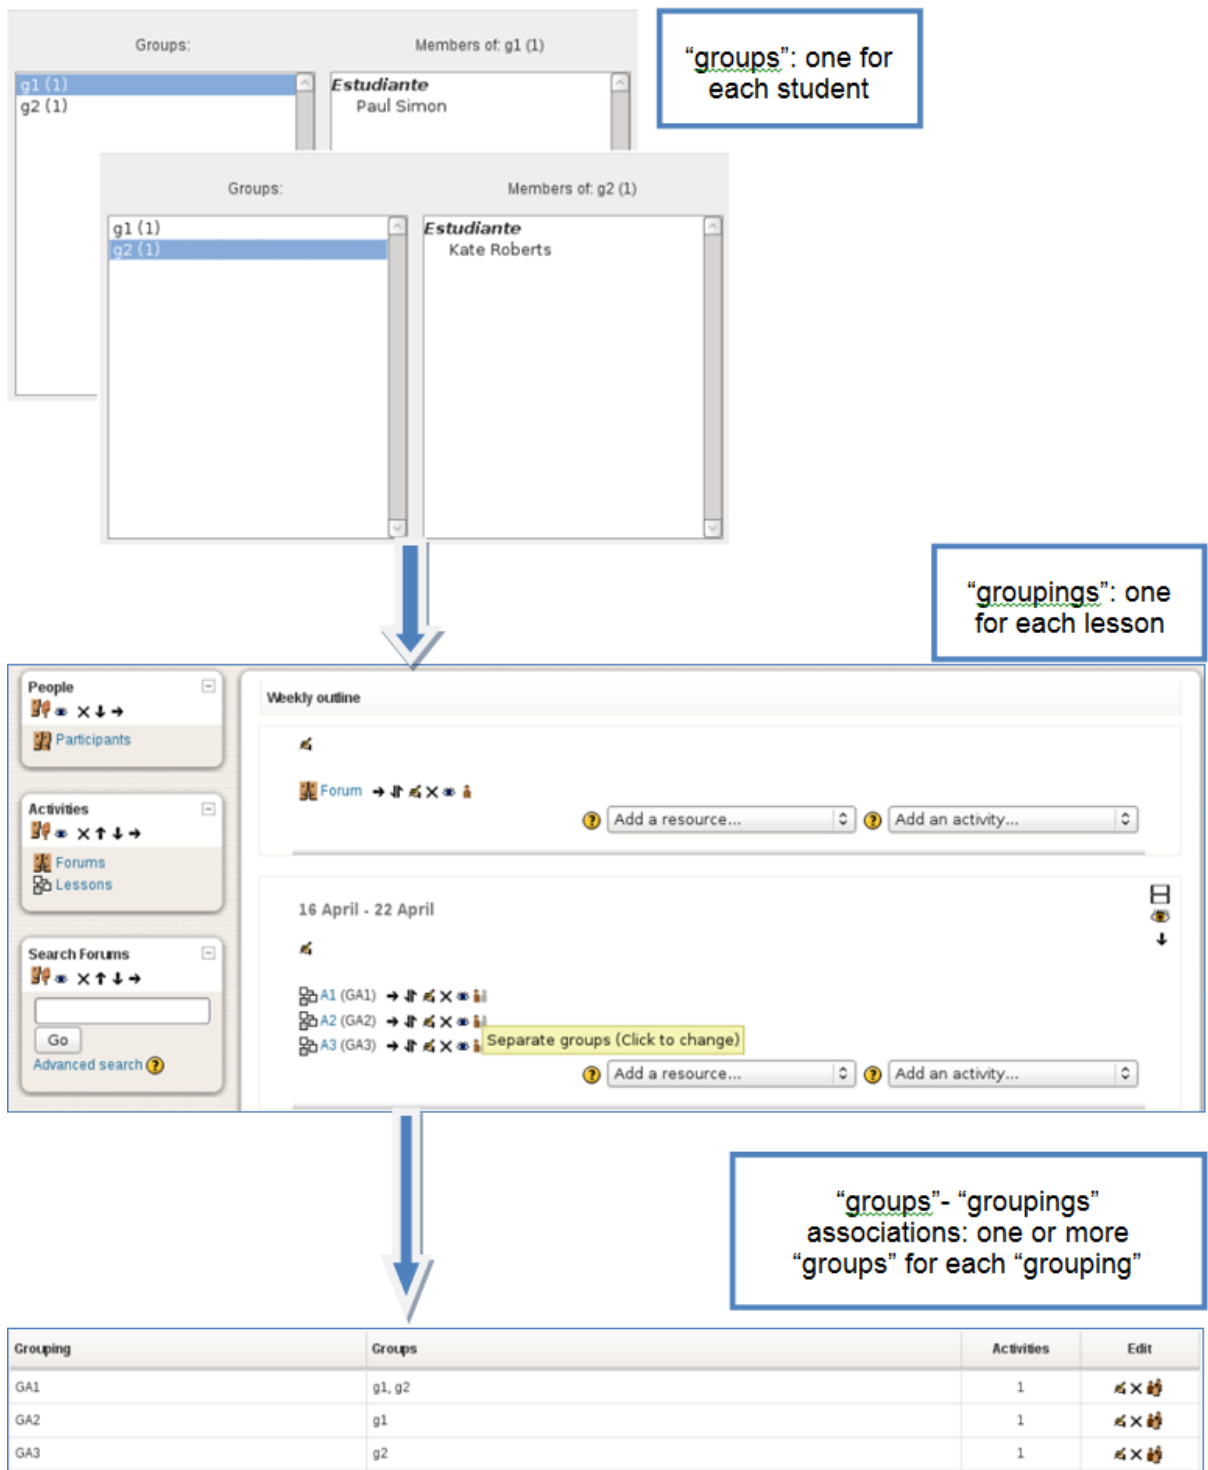 Groups:
Members of: g1 (1)
g1 (1)
g2 (1)
Estudiante
Paul Simon
“groups”: one for
each student
Groups:
Members of: g2 (1)
g1 (1)
g2 (1)
Estudiante
Kate Roberts
“groupings”: one
for each lesson
People
Participants
Activities
Forums
Lessons
Search Forums
Go
Advanced search
Weekly outline
Forum
Add a resource...
Add an activity...
16 April - 22 April
A1 (GA1)
A2 (GA2)
A3 (GA3)
Separate groups (Click to change)
Add a resource...
Add an activity...
“groups”- “groupings”
associations: one or more
“groups” for each “grouping”
Grouping Groups Activities Edit
GA1 g1, g2 1
GA2 g1 1
GA3 g2 1